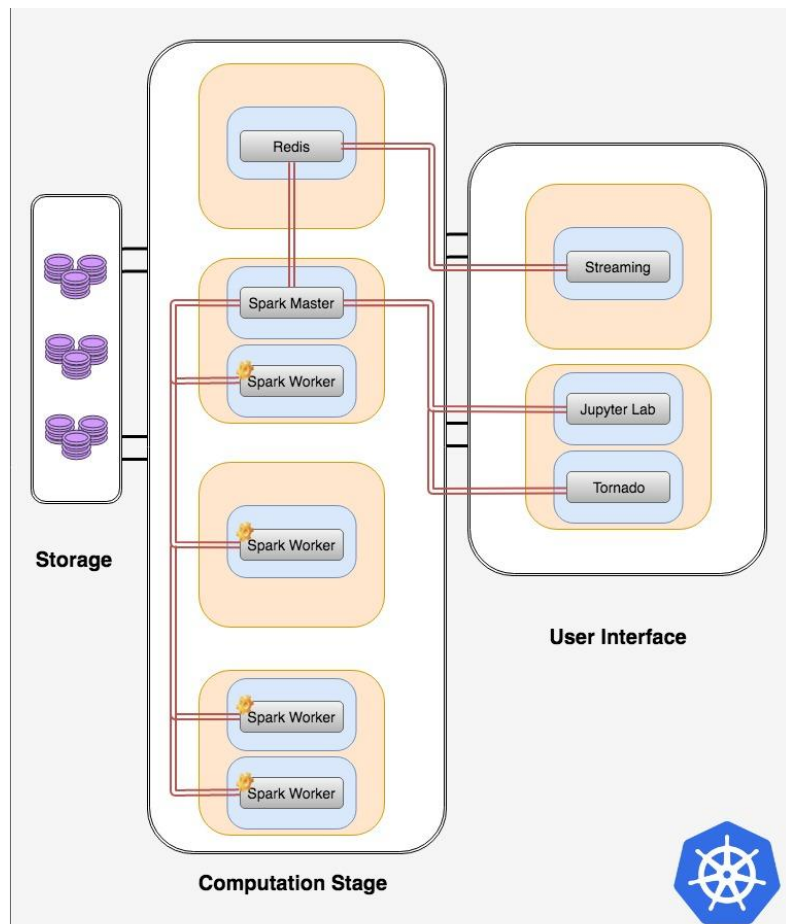 Redis
Streaming
Spark Master
Spark Worker
Jupyter Lab
Tornado
Spark Worker
Storage
User Interface
Spark Worker
Spark Worker
Computation Stage